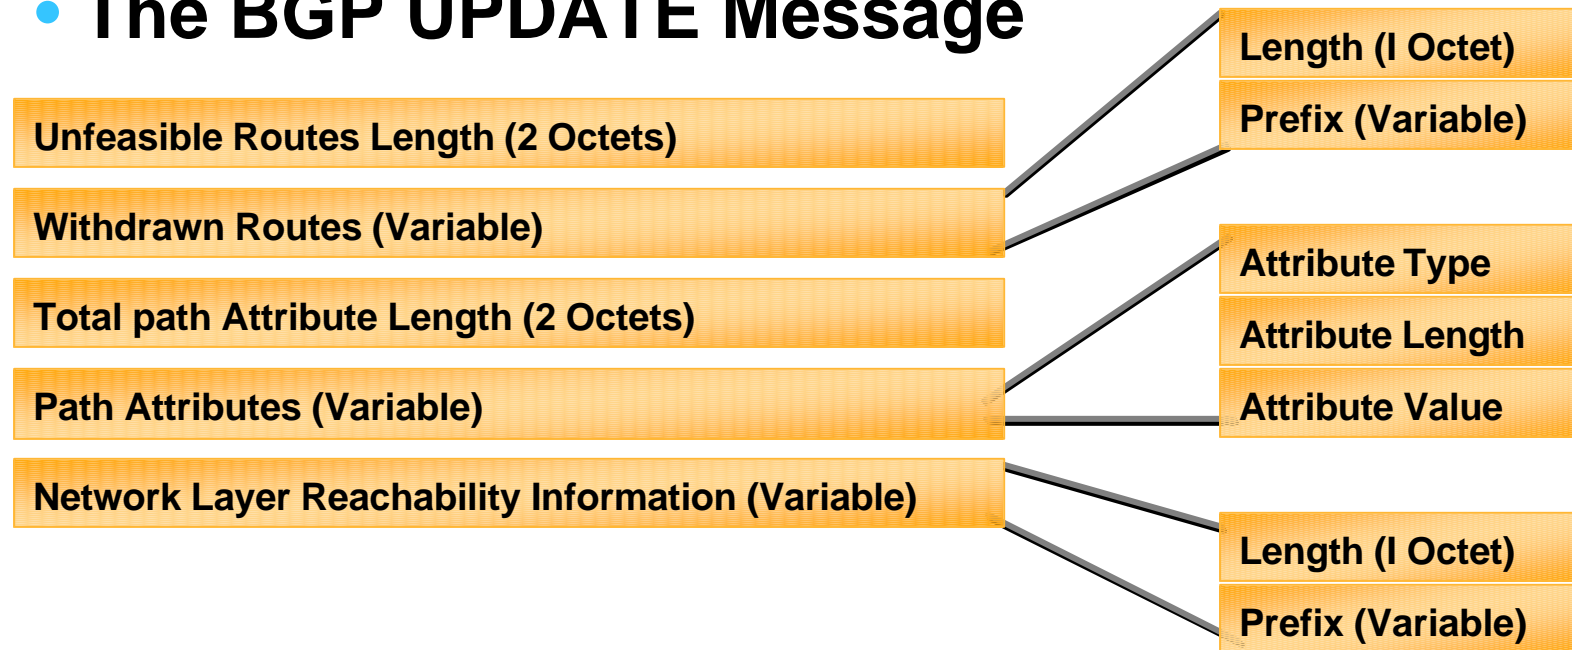 • The BGP UPDATE Message
Unfeasible Routes Length (2 Octets)
Withdrawn Routes (Variable)
Total path Attribute Length (2 Octets)
Path Attributes (Variable)
Network Layer Reachability Information (Variable)
Length (I Octet)
Prefix (Variable)
Attribute Type
Attribute Length
Attribute Value
Length (I Octet)
Prefix (Variable)